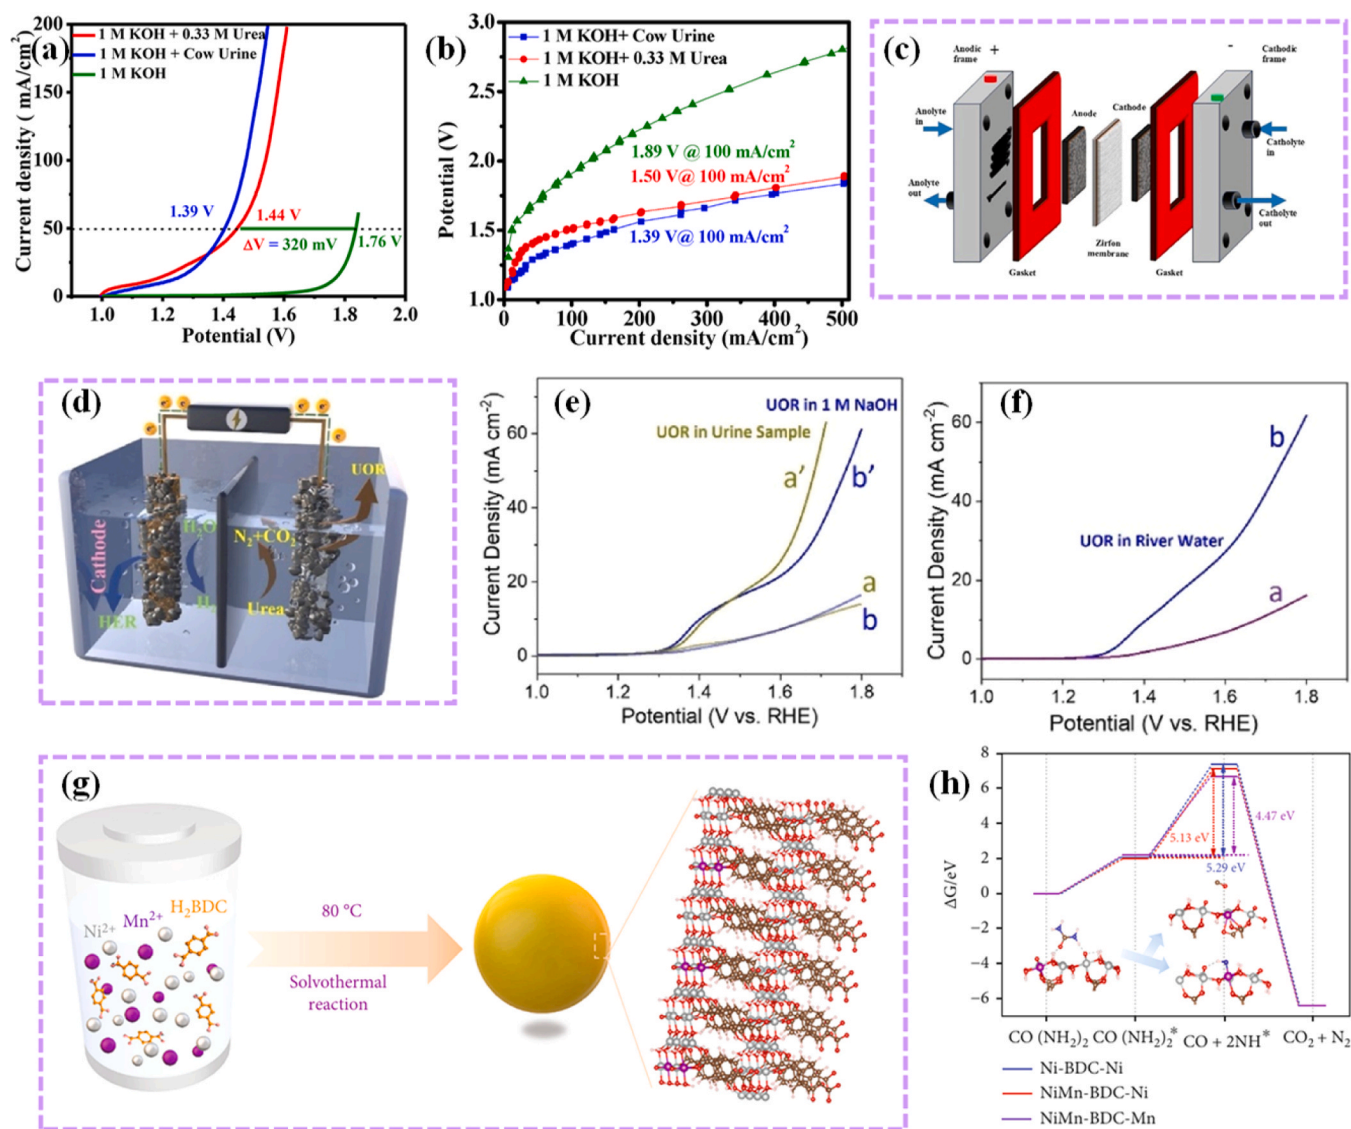 (a)
1 M KOH + 0.33 M Urea
1 M KOH + Cow Urine
1 M KOH
1.39 V
1.44 V
ΔV = 320 mV
1.76 V
Current density ( mA/cm²)
200
150
100
50
0
1.0
1.2
1.4
1.6
1.8
2.0
Potential (V)
(b)
1 M KOH+ Cow Urine
1 M KOH+ 0.33 M Urea
1 M KOH
1.89 V @ 100 mA/cm²
1.50 V@ 100 mA/cm²
1.39 V@ 100 mA/cm²
Potential (V)
3.0
2.5
2.0
1.5
1.0
0
100
200
300
400
500
Current density (mA/cm²)
(c)
+
-
Anodic
frame
Cathodic
frame
Anolyte
in
Anode
Cathode
Catholyte
in
Anolyte
out
Catholyte
out
Zirfon
membrane
Gasket
Gasket
(d)
e⁻
e⁻
e⁻
e⁻
e⁻
e⁻
UOR
Cathode
H₂O
N₂+CO₂
HER
H₂
Urea
(e)
UOR in 1 M NaOH
UOR in Urine Sample
a’
b’
a
b
Current Density (mA cm⁻²)
60
40
20
0
1.0
1.2
1.4
1.6
1.8
Potential (V vs. RHE)
(f)
b
UOR in River Water
a
Current Density (mA cm⁻²)
60
40
20
0
1.0
1.2
1.4
1.6
1.8
Potential (V vs. RHE)
(g)
H₂BDC
Mn²⁺
Ni²⁺
80 °C
Solvothermal
reaction
(h)
ΔG/eV
8
6
4
2
0
−2
−4
−6
4.47 eV
5.13 eV
5.29 eV
CO (NH₂)₂
CO (NH₂)₂*
CO + 2NH*
CO₂ + N₂
Ni-BDC-Ni
NiMn-BDC-Ni
NiMn-BDC-Mn